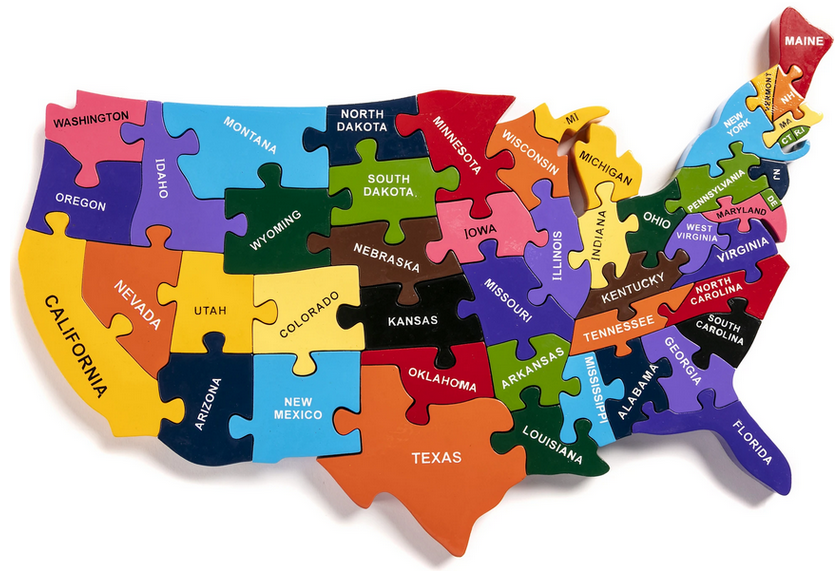 MAINE
WASHINGTON
MONTANA
NORTH
DAKOTA
MINNESOTA
WISCONSIN
MI
MICHIGAN
VERMONT
NH
MA
CT
R.I
NEW
YORK
IDAHO
OREGON
SOUTH
DAKOTA
WYOMING
IOWA
ILLINOIS
INDIANA
OHIO
PENNSYLVANIA
NJ
DE
MARYLAND
WEST
VIRGINIA
VIRGINIA
NEBRASKA
NEVADA
UTAH
COLORADO
KANSAS
MISSOURI
KENTUCKY
NORTH
CAROLINA
TENNESSEE
SOUTH
CAROLINA
CALIFORNIA
ARIZONA
NEW
MEXICO
OKLAHOMA
ARKANSAS
MISSISSIPPI
ALABAMA
GEORGIA
TEXAS
LOUISIANA
FLORIDA